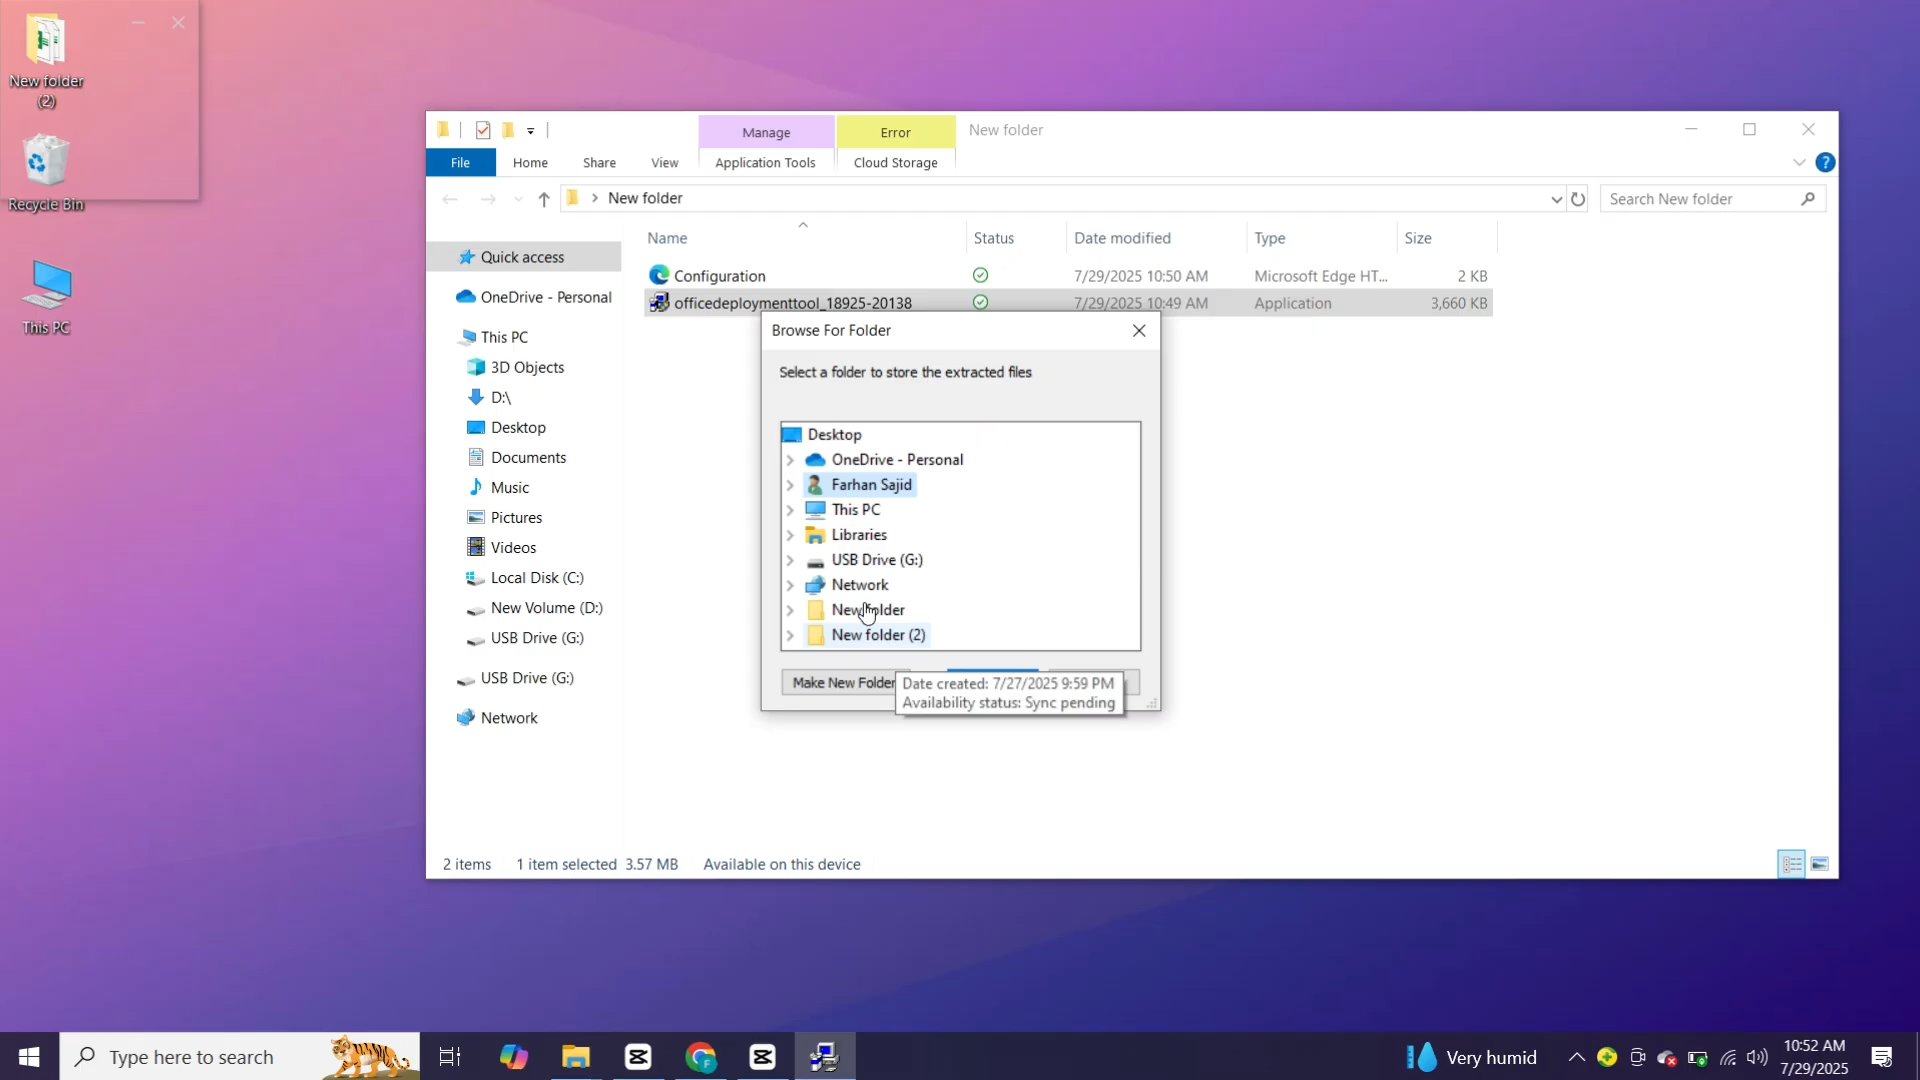 New folder
(2)
Recycle Bin
This PC
Manage
Error
New folder
File
Home
Share
View
Application Tools
Cloud Storage
New folder
Search New folder
Name
Status
Date modified
Type
Size
Configuration
7/29/2025 10:50 AM
Microsoft Edge HT...
2 KB
officedeploymenttool_18925-20138
7/29/2025 10:49 AM
Application
3,660 KB
Quick access
OneDrive - Personal
This PC
3D Objects
D:\
Desktop
Documents
Music
Pictures
Videos
Local Disk (C:)
New Volume (D:)
USB Drive (G:)
USB Drive (G:)
Network
Browse For Folder
Select a folder to store the extracted files
Desktop
OneDrive - Personal
Farhan Sajid
This PC
Libraries
USB Drive (G:)
Network
New folder
New folder (2)
Make New Folder
Date created: 7/27/2025 9:59 PM
Availability status: Sync pending
2 items
1 item selected 3.57 MB
Available on this device
Type here to search
Very humid
10:52 AM
7/29/2025